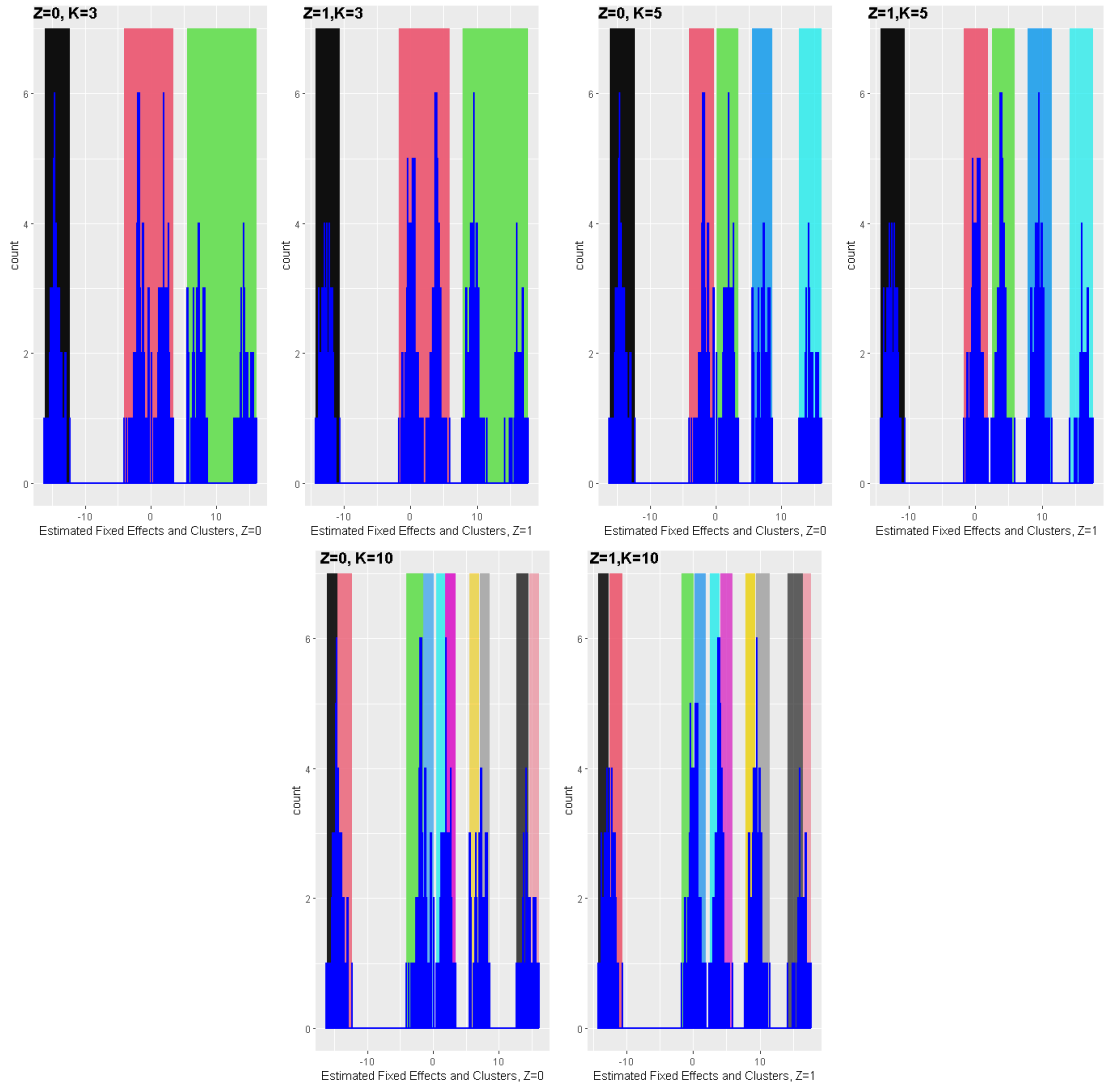 Z=0, K=3
Z=1,K=3
Z=0, K=5
Z=1,K=5
6
4
2
0
count
-10
0
10
Estimated Fixed Effects and Clusters, Z=0
6
4
2
0
count
-10
0
10
Estimated Fixed Effects and Clusters, Z=1
6
4
2
0
count
-10
0
10
Estimated Fixed Effects and Clusters, Z=0
6
4
2
0
count
-10
0
10
Estimated Fixed Effects and Clusters, Z=1
Z=0, K=10
Z=1,K=10
6
4
2
0
count
-10
0
10
Estimated Fixed Effects and Clusters, Z=0
6
4
2
0
count
-10
0
10
Estimated Fixed Effects and Clusters, Z=1